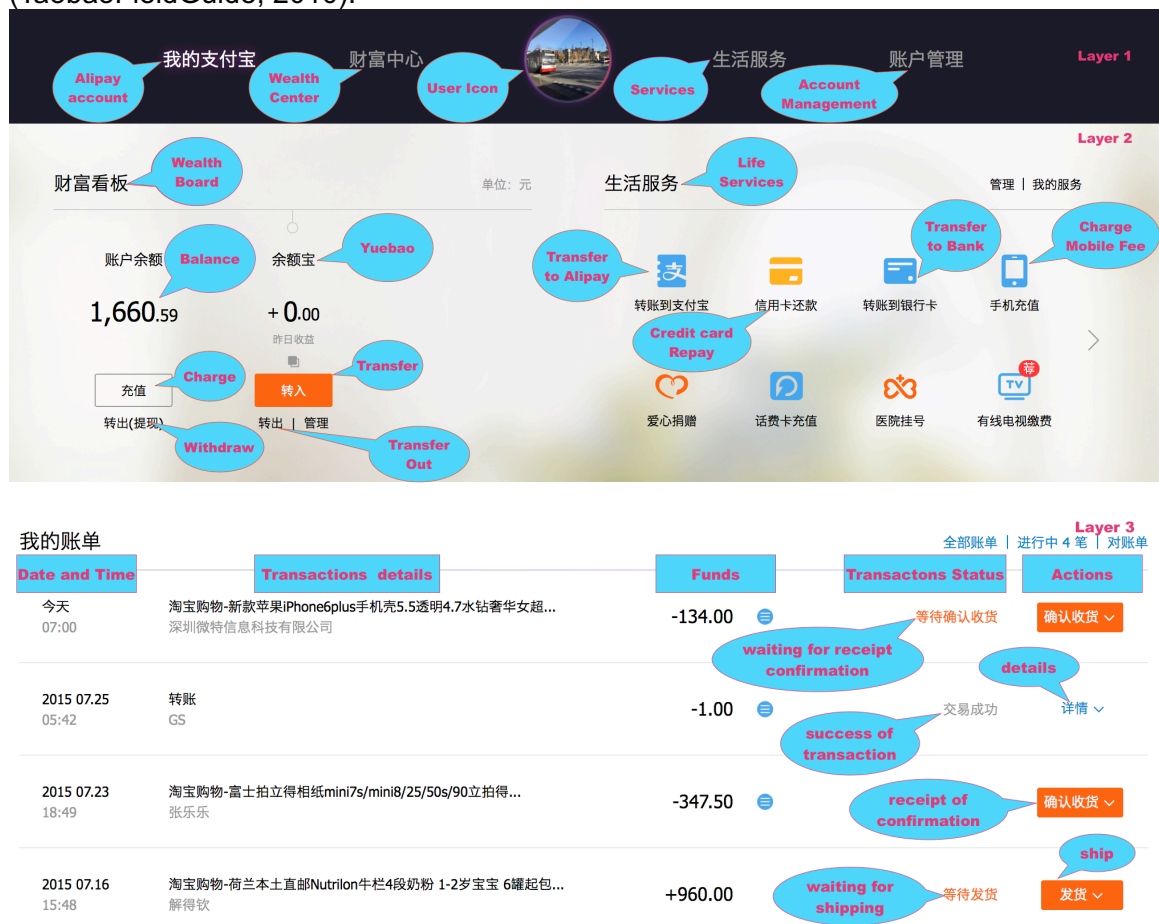 (TaobaoFieldGuide, 2016).
我的支付宝
财富中心
生活服务
账户管理
Layer 1
Alipay
account
Wealth
Center
User Icon
Services
Account
Management
Layer 2
财富看板
Wealth
Board
单位: 元
生活服务
Life
Services
管理 | 我的服务
账户余额
Balance
余额宝
Yuebao
Transfer
to Alipay
Transfer
to Bank
Charge
Mobile Fee
1,660.59
+ 0.00
昨日收益
转账到支付宝
信用卡还款
转账到银行卡
手机充值
Credit card
Repay
充值
Charge
转入
Transfer
荐
TV
转出(提现)
Withdraw
转出 | 管理
Transfer
Out
爱心捐赠
话费卡充值
医院挂号
有线电视缴费
Layer 3
我的账单
全部账单 | 进行中 4 笔 | 对账单
Date and Time
Transactions details
Funds
Transactons Status
Actions
今天
07:00
淘宝购物-新款苹果iPhone6plus手机壳5.5透明4.7水钻奢华女超...
深圳微特信息科技有限公司
-134.00
等待确认收货
确认收货
waiting for receipt
confirmation
details
2015 07.25
05:42
转账
GS
-1.00
交易成功
详情
success of
transaction
2015 07.23
18:49
淘宝购物-富士拍立得相纸mini7s/mini8/25/50s/90立拍得...
张乐乐
-347.50
receipt of
confirmation
确认收货
ship
2015 07.16
15:48
淘宝购物-荷兰本土直邮Nutrilon牛栏4段奶粉 1-2岁宝宝 6罐起包...
解得钦
+960.00
waiting for
shipping
等待发货
发货